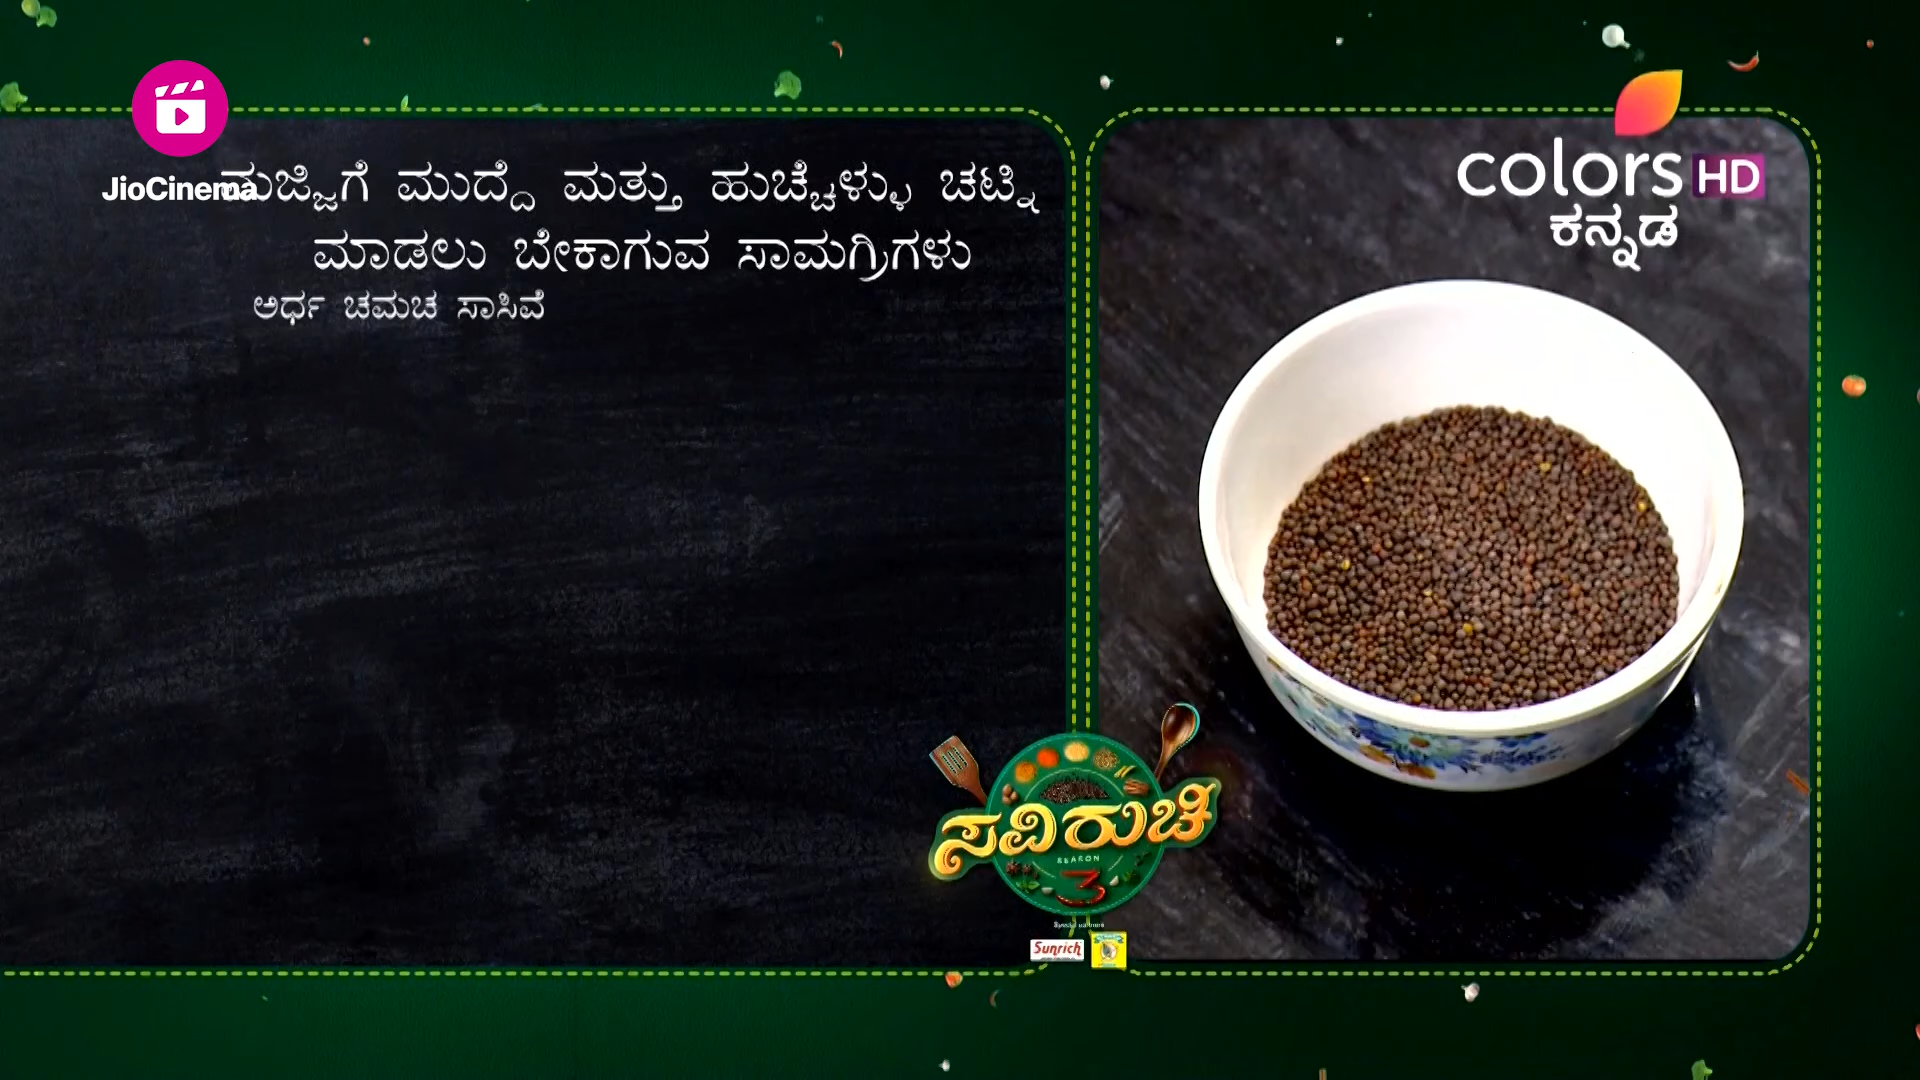 JioCinema
ಮಜ್ಜಿಗೆ ಮುದ್ದೆ ಮತ್ತು ಹುಚ್ಚೆಳ್ಳು ಚಟ್ನಿ
ಮಾಡಲು ಬೇಕಾಗುವ ಸಾಮಗ್ರಿಗಳು
ಅರ್ಧ ಚಮಚ ಸಾಸಿವೆ
colors HD
ಕನ್ನಡ
ಸವಿರುಚಿ
SEASON
3
Sunrich